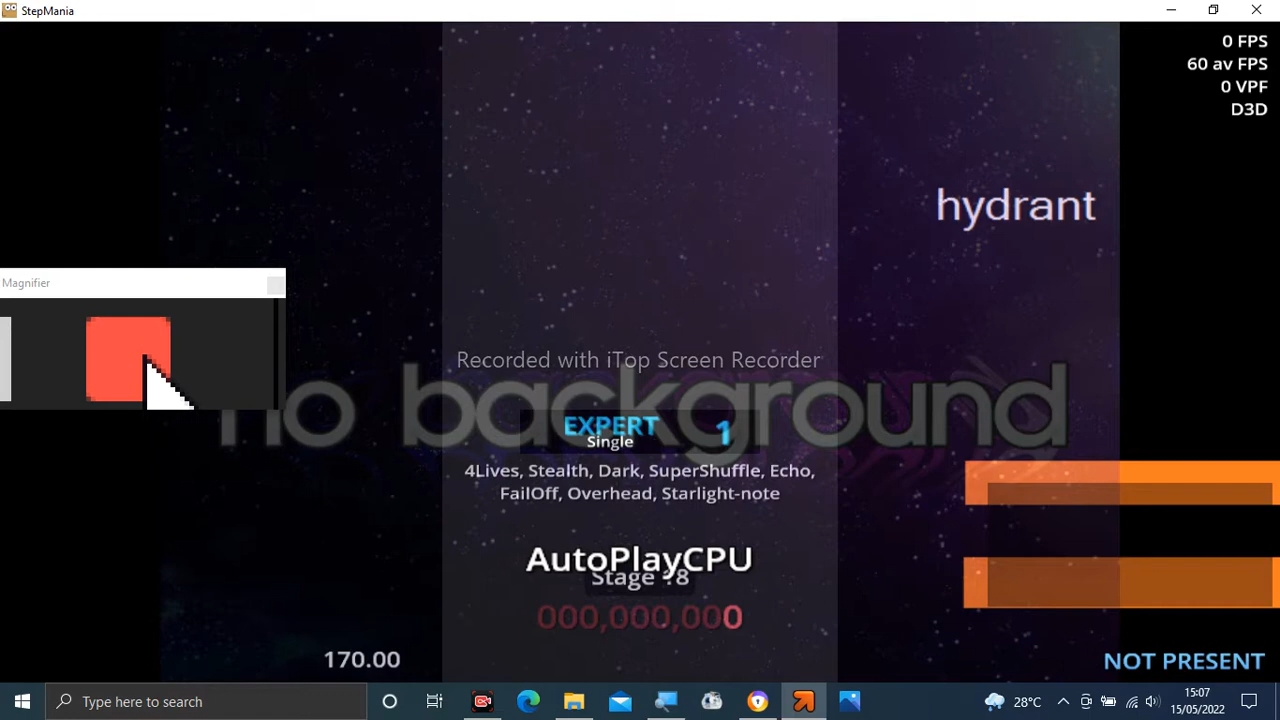 StepMania
0 FPS
60 av FPS
0 VPF
D3D
hydrant
Magnifier
Recorded with iTop Screen Recorder
no background
EXPERT 1
Single
4Lives, Stealth, Dark, SuperShuffle, Echo,
FailOff, Overhead, Starlight-note
AutoPlayCPU
Stage 18
000,000,000
170.00
NOT PRESENT
Type here to search
28°C
15:07
15/05/2022